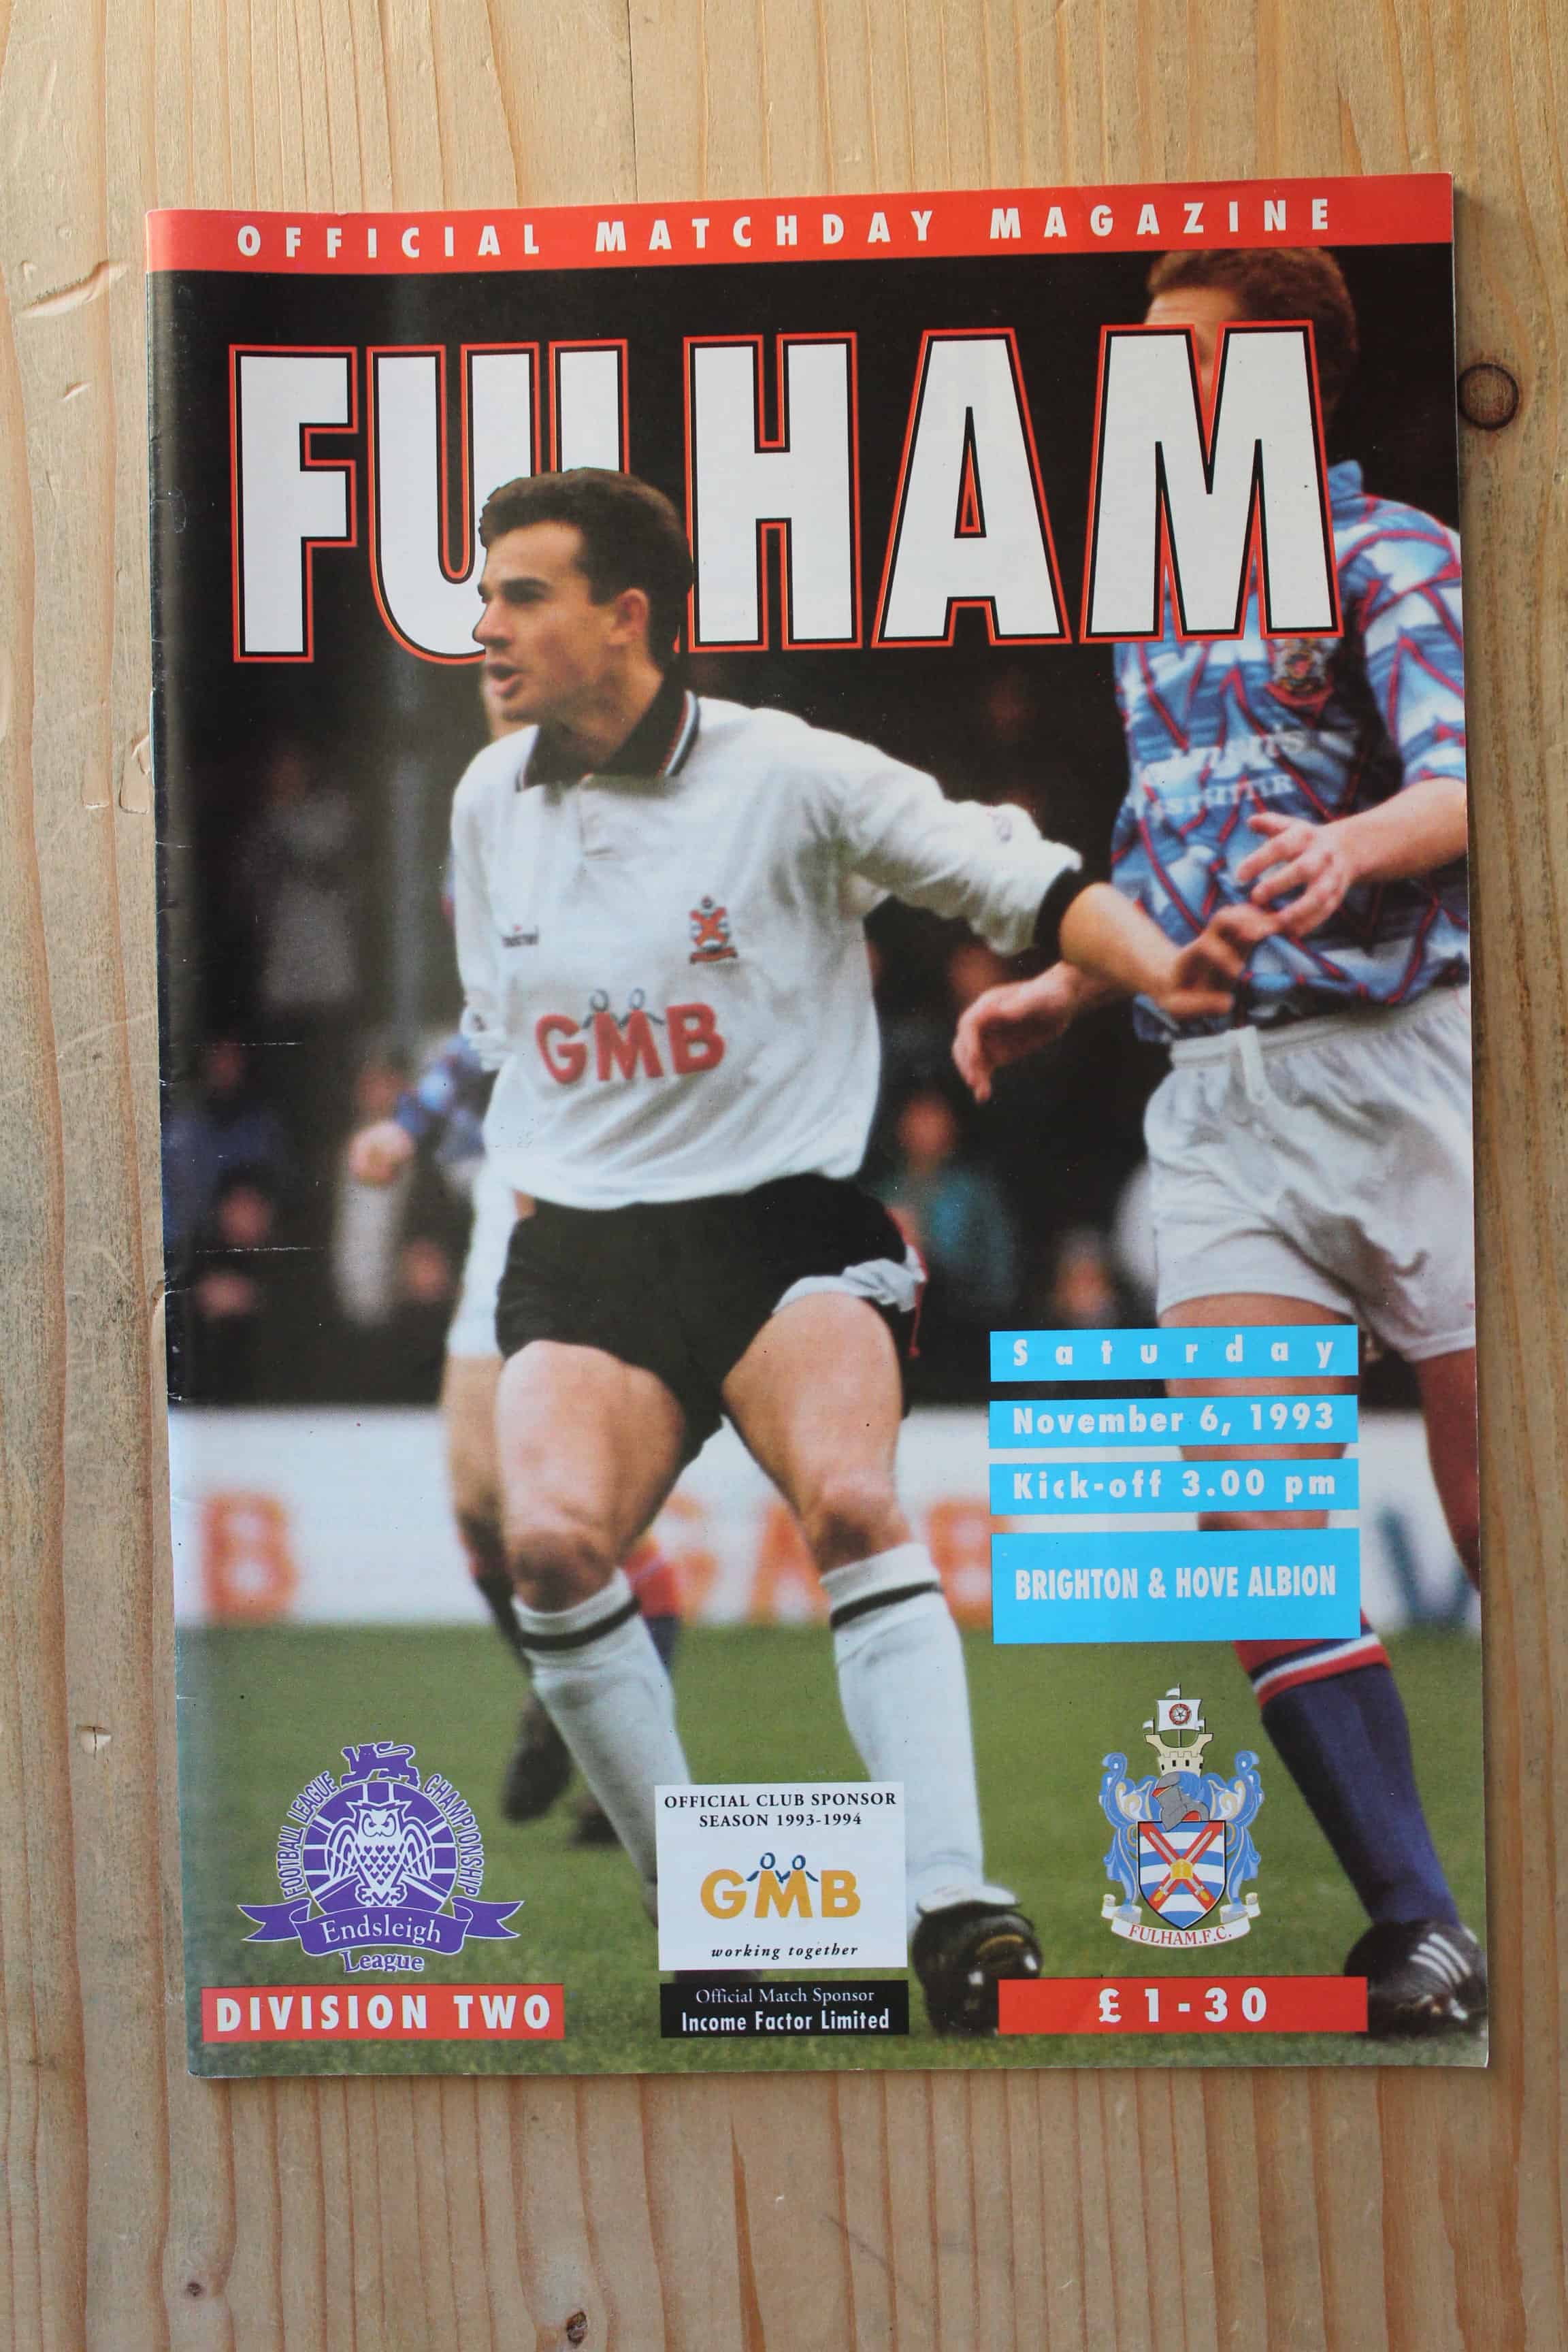 OFFICIAL MATCHDAY MAGAZINE
FULHAM
GMB
Saturday
November 6, 1993
Kick-off 3.00 pm
BRIGHTON & HOVE ALBION
FOOTBALL LEAGUE CHAMPIONSHIP
Endsleigh
League
DIVISION TWO
OFFICIAL CLUB SPONSOR
SEASON 1993-1994
GMB
working together
Official Match Sponsor
Income Factor Limited
FULHAM.F.C.
£1-30